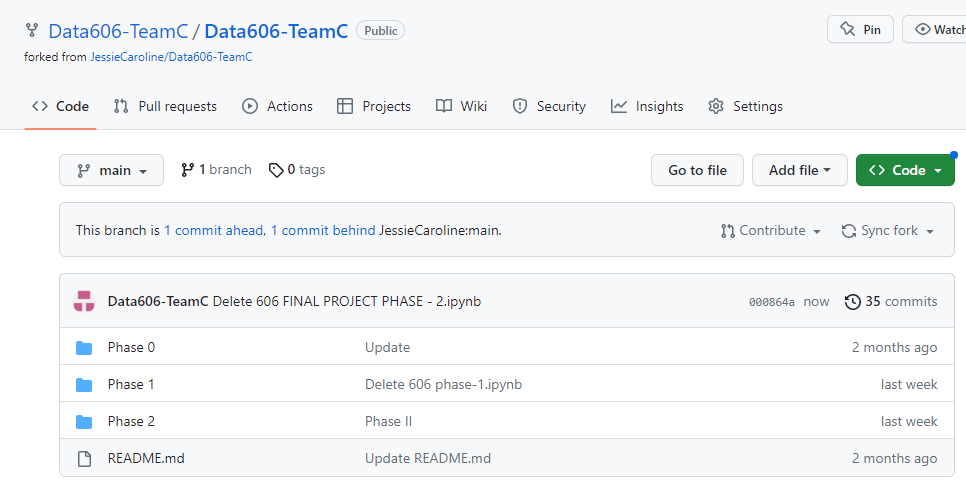 Data606-TeamC / Data606-TeamC Public Pin Watch
forked from JessieCaroline/Data606-TeamC
Code Pull requests Actions Projects Wiki Security Insights Settings
main 1 branch 0 tags Go to file Add file Code
This branch is 1 commit ahead, 1 commit behind JessieCaroline:main. Contribute Sync fork
Data606-TeamC Delete 606 FINAL PROJECT PHASE - 2.ipynb 000864a now 35 commits
Phase 0 Update 2 months ago
Phase 1 Delete 606 phase-1.ipynb last week
Phase 2 Phase II last week
README.md Update README.md 2 months ago